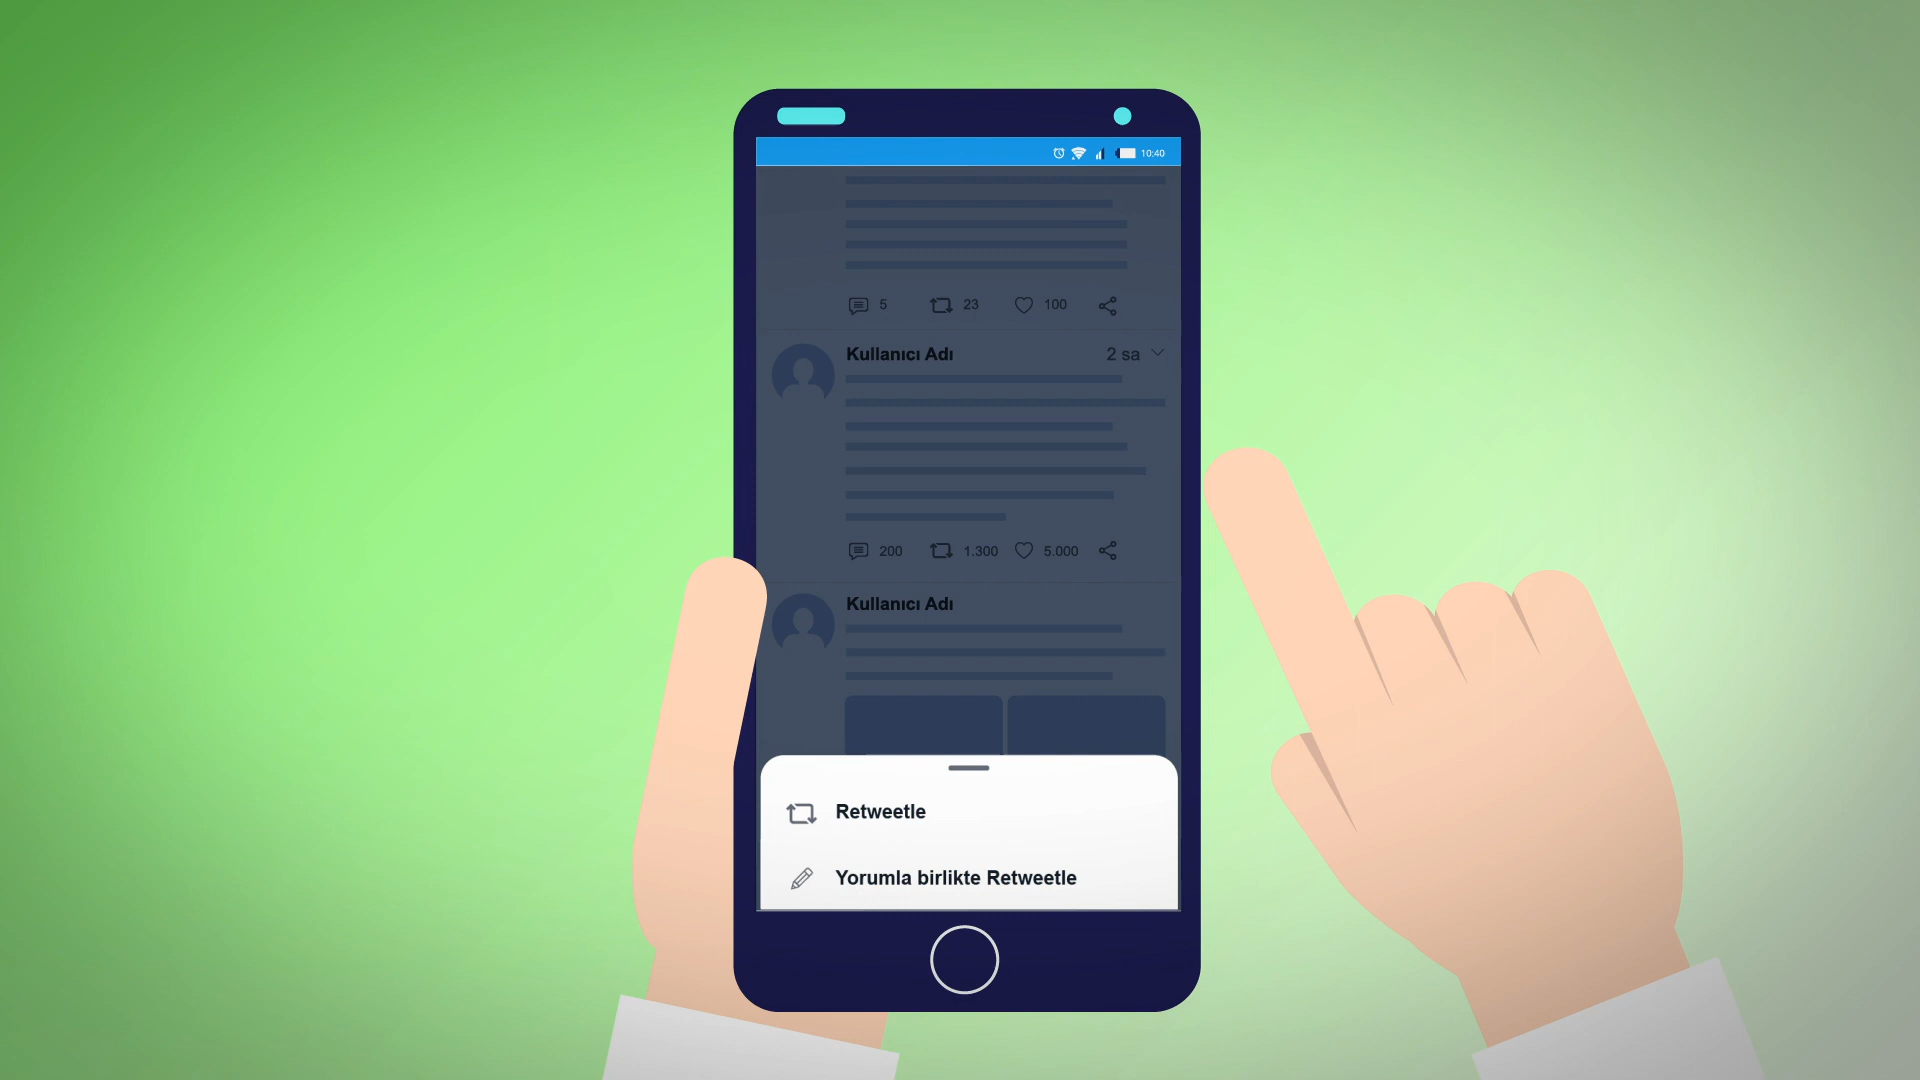 10:40
5 23 100
Kullanıcı Adı 2 sa
200 1.300 5.000
Kullanıcı Adı
Retweetle
Yorumla birlikte Retweetle